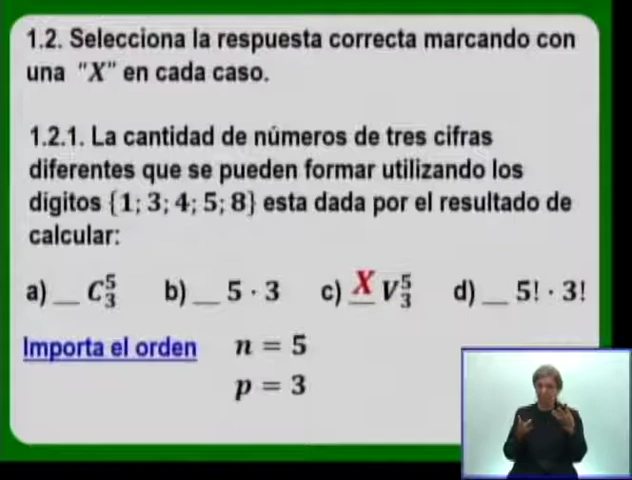 1.2. Selecciona la respuesta correcta marcando con
una "X" en cada caso.
1.2.1. La cantidad de números de tres cifras
diferentes que se pueden formar utilizando los
digitos {1; 3; 4; 5; 8} esta dada por el resultado de
calcular:
a) __ C₃⁵ b) __ 5 · 3 c) X V₃⁵ d) __ 5! · 3!
Importa el orden n = 5
p = 3